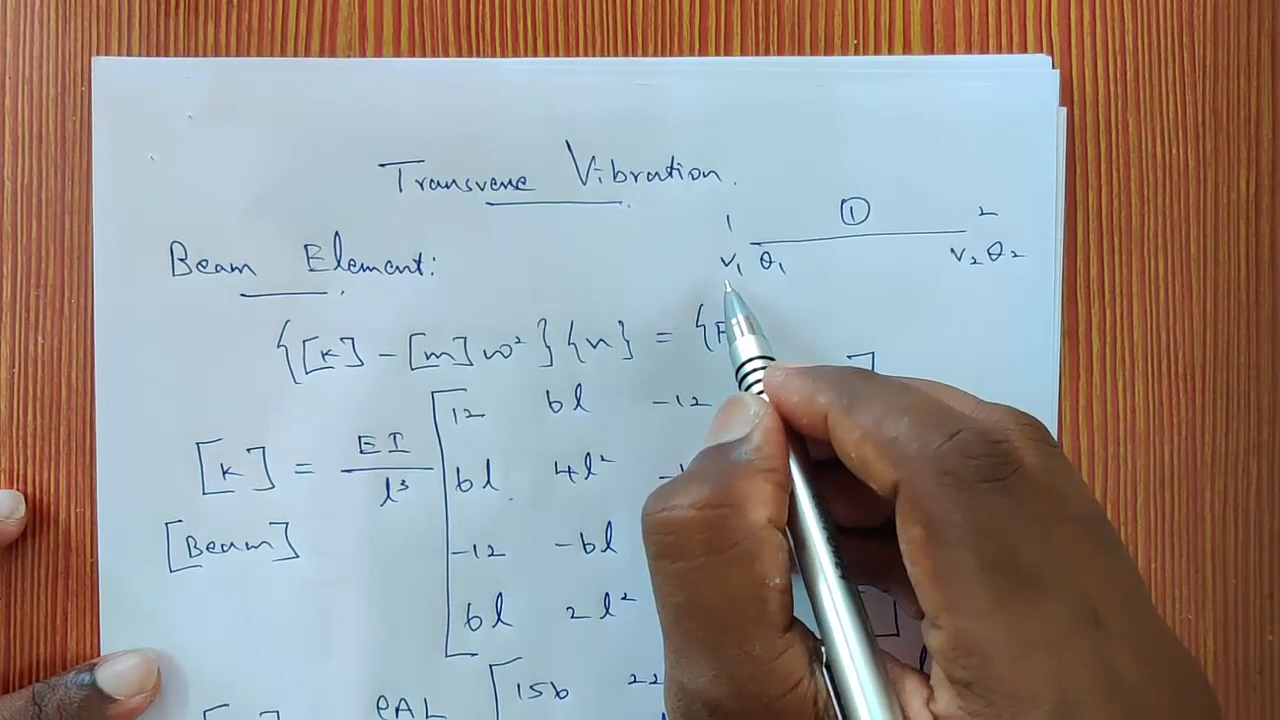 Transverse Vibration.
1 ① 2
Beam Element:
v₁ θ₁ v₂ θ₂
{[K] - [m] ω²} {u} = {F
[K] = EI/l³ [12 6l -12
6l 4l²
[Beam]
-12 -6l
6l 2l²
ρAL [156 22